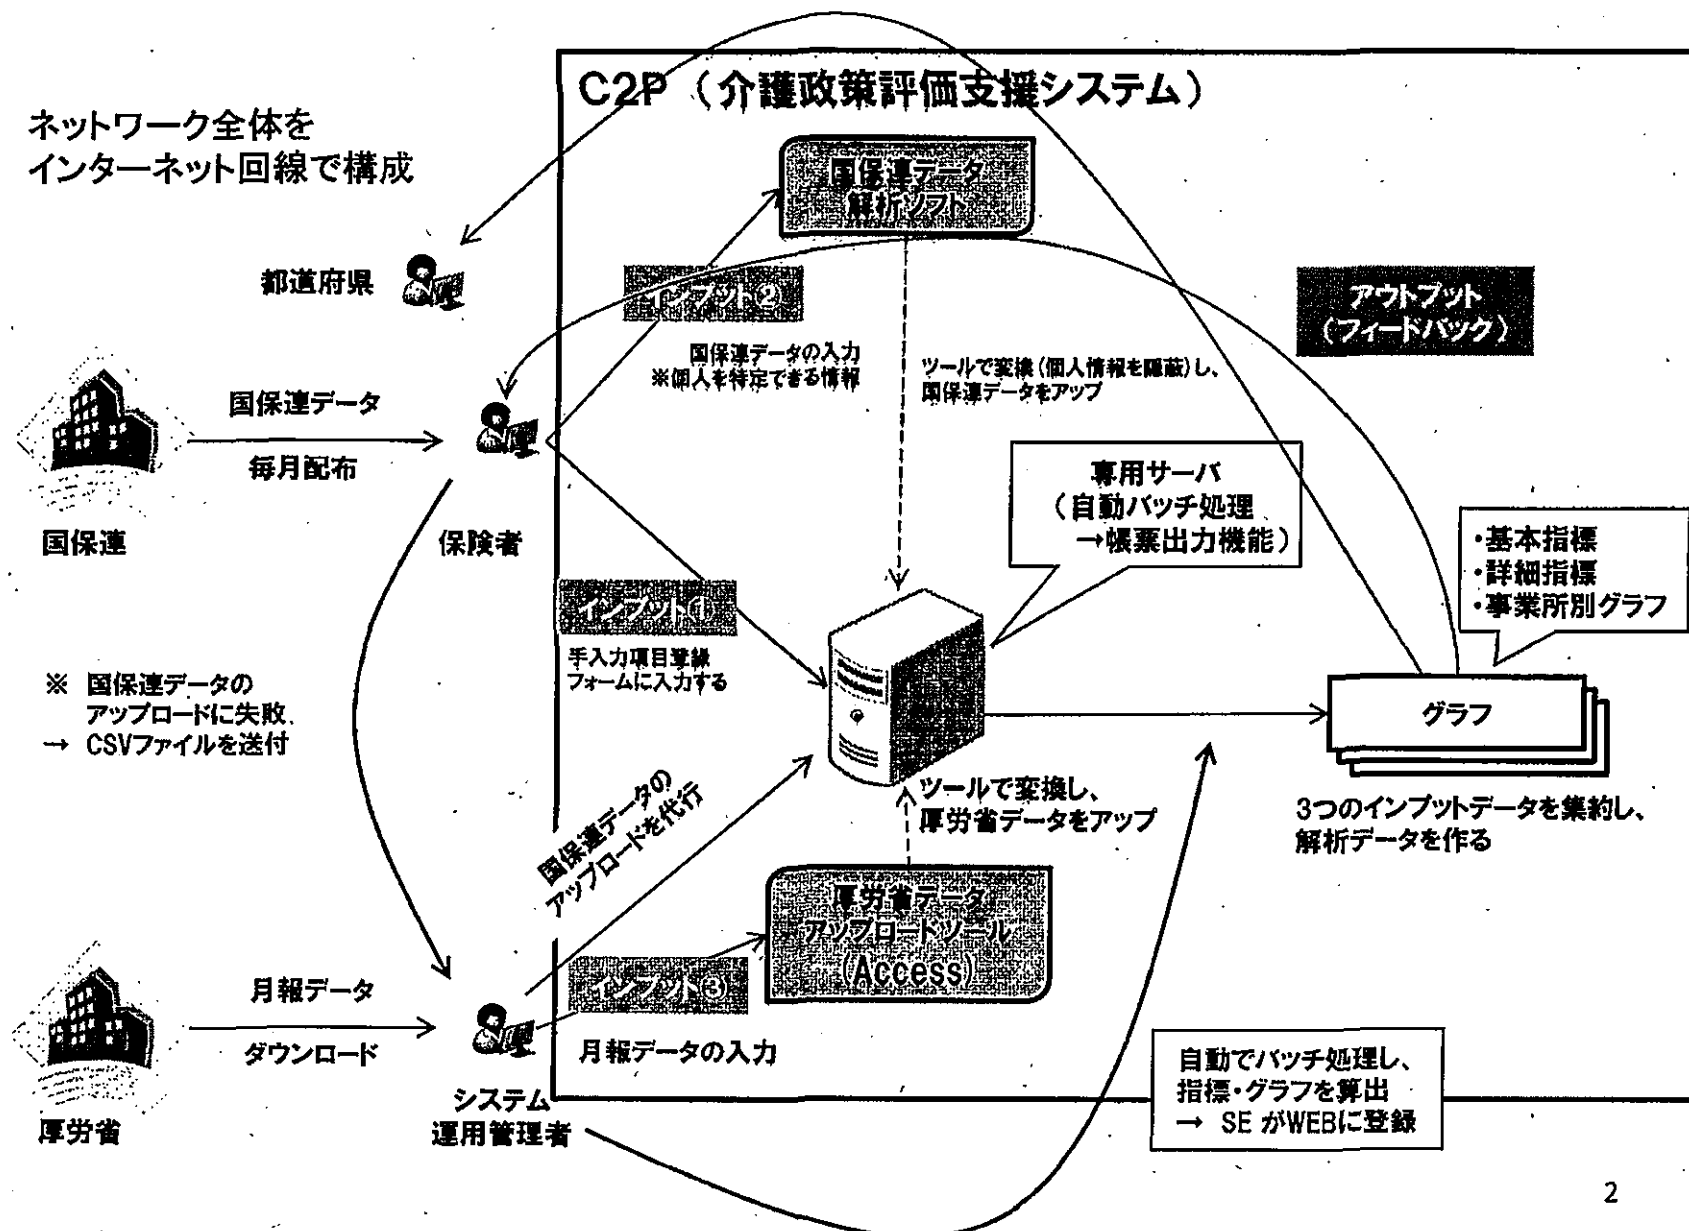 C2P（介護政策評価支援システム）
ネットワーク全体を
インターネット回線で構成
国保連データ
解析ソフト
都道府県
インプット②
アウトプット
（フィードバック）
国保連データの入力
※個人を特定できる情報
ツールで変換（個人情報を隠蔽）し、
国保連データをアップ
国保連データ
毎月配布
国保連
保険者
専用サーバ
（自動バッチ処理
→帳票出力機能）
・基本指標
・詳細指標
・事業所別グラフ
インプット①
手入力項目登録
フォームに入力する
※ 国保連データの
アップロードに失敗
→ CSVファイルを送付
グラフ
3つのインプットデータを集約し、
解析データを作る
国保連データの
アップロードを代行
ツールで変換し、
厚労省データをアップ
厚労省データ
アップロードツール
(Access)
インプット③
月報データの入力
月報データ
ダウンロード
厚労省
システム
運用管理者
自動でバッチ処理し、
指標・グラフを算出
→ SEがWEBに登録
2